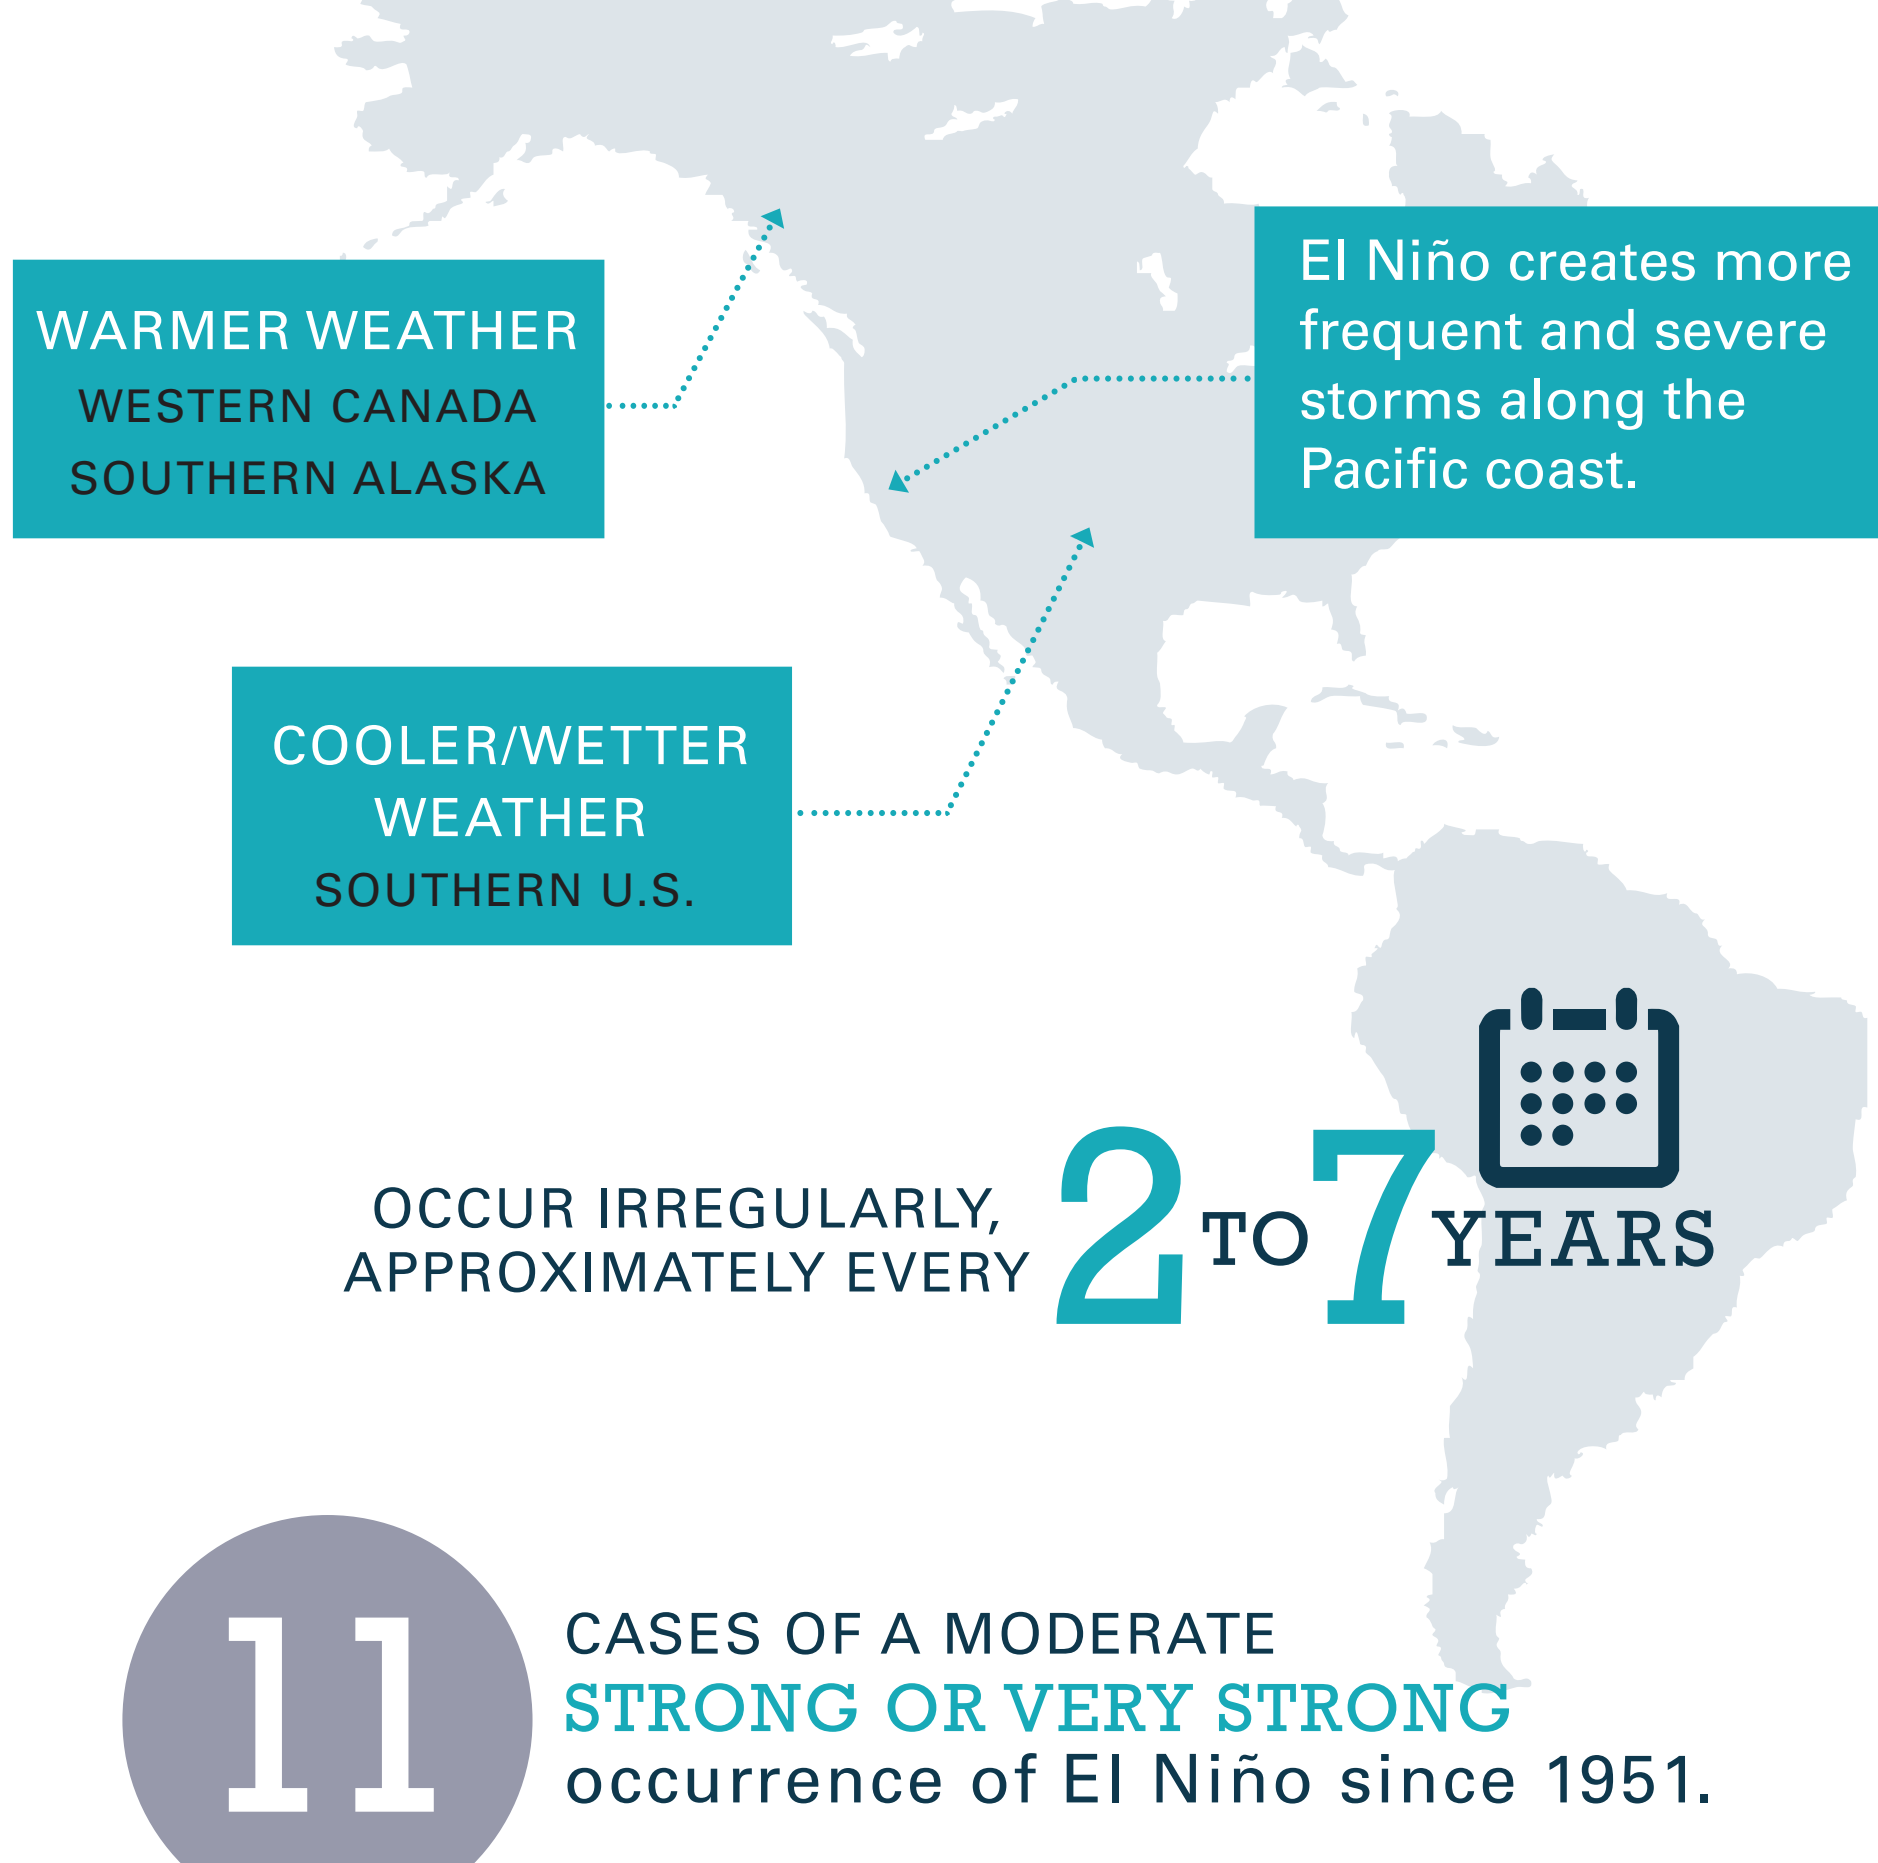 El Niño creates more
frequent and severe
storms along the
Pacific coast.
WARMER WEATHER
WESTERN CANADA
SOUTHERN ALASKA
COOLER/WETTER
WEATHER
SOUTHERN U.S.
OCCUR IRREGULARLY,
APPROXIMATELY EVERY
2 TO 7 YEARS
11
CASES OF A MODERATE
STRONG OR VERY STRONG
occurrence of El Niño since 1951.